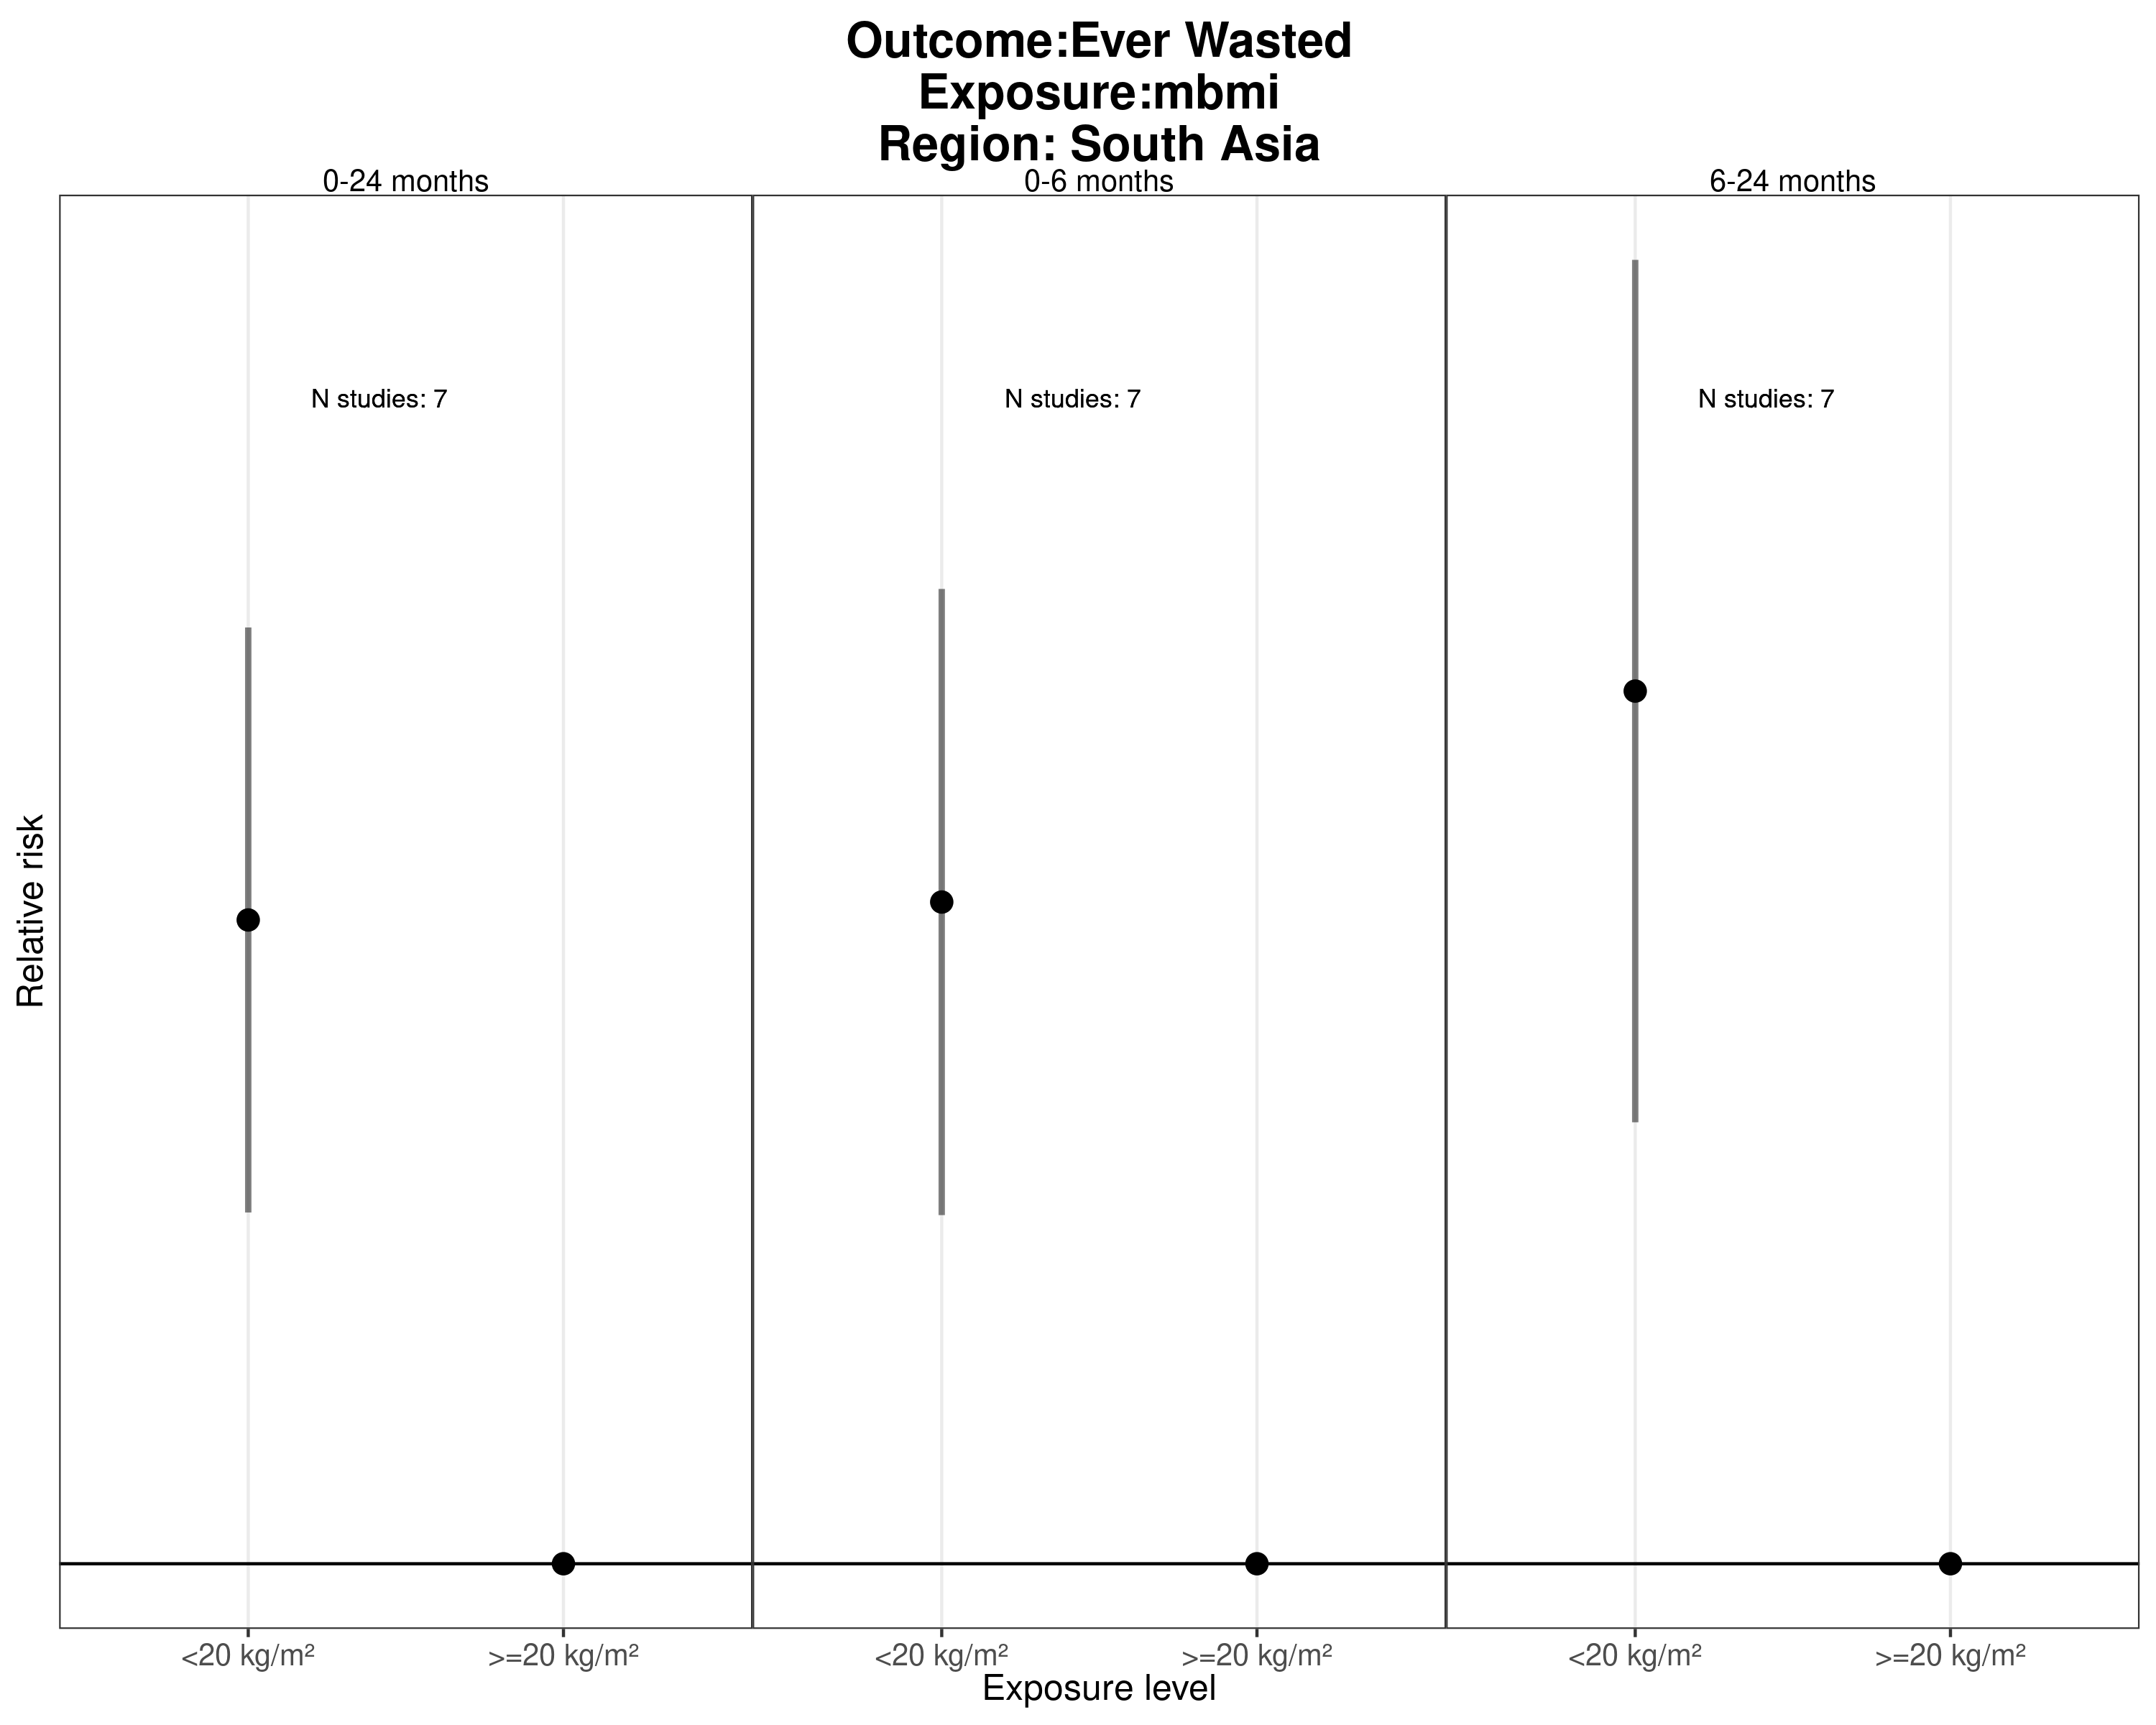 Outcome:Ever Wasted
Exposure:mbmi
Region: South Asia
0-24 months
0-6 months
6-24 months
N studies: 7
N studies: 7
N studies: 7
Relative risk
<20 kg/m²
>=20 kg/m²
<20 kg/m²
>=20 kg/m²
<20 kg/m²
>=20 kg/m²
Exposure level